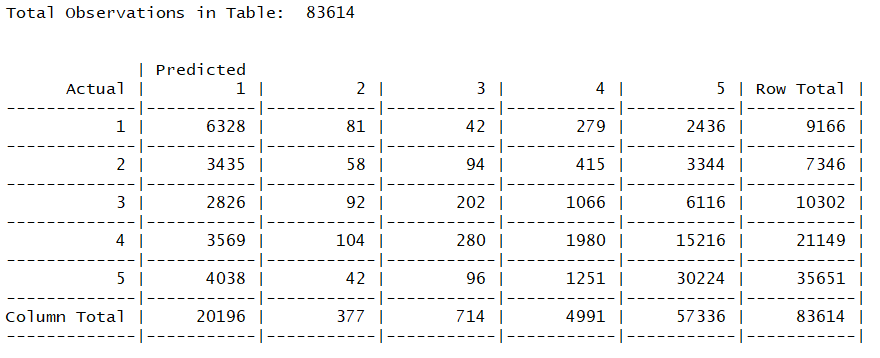 Total Observations in Table:  83614
             | Predicted
      Actual |         1 |         2 |         3 |         4 |         5 | Row Total |
-------------|-----------|-----------|-----------|-----------|-----------|-----------|
           1 |      6328 |        81 |        42 |       279 |      2436 |      9166 |
-------------|-----------|-----------|-----------|-----------|-----------|-----------|
           2 |      3435 |        58 |        94 |       415 |      3344 |      7346 |
-------------|-----------|-----------|-----------|-----------|-----------|-----------|
           3 |      2826 |        92 |       202 |      1066 |      6116 |     10302 |
-------------|-----------|-----------|-----------|-----------|-----------|-----------|
           4 |      3569 |       104 |       280 |      1980 |     15216 |     21149 |
-------------|-----------|-----------|-----------|-----------|-----------|-----------|
           5 |      4038 |        42 |        96 |      1251 |     30224 |     35651 |
-------------|-----------|-----------|-----------|-----------|-----------|-----------|
Column Total |     20196 |       377 |       714 |      4991 |     57336 |     83614 |
-------------|-----------|-----------|-----------|-----------|-----------|-----------|